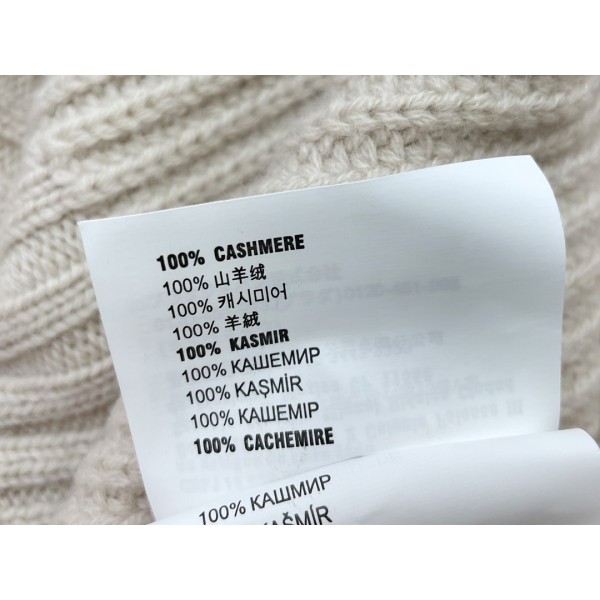 100% CASHMERE
100% 山羊绒
100% 캐시미어
100% 羊絨
100% KASMIR
100% КАШЕМИР
100% KAŞMİR
100% КАШЕМІР
100% CACHEMIRE
100% КАШМИР
KAŠMÍR